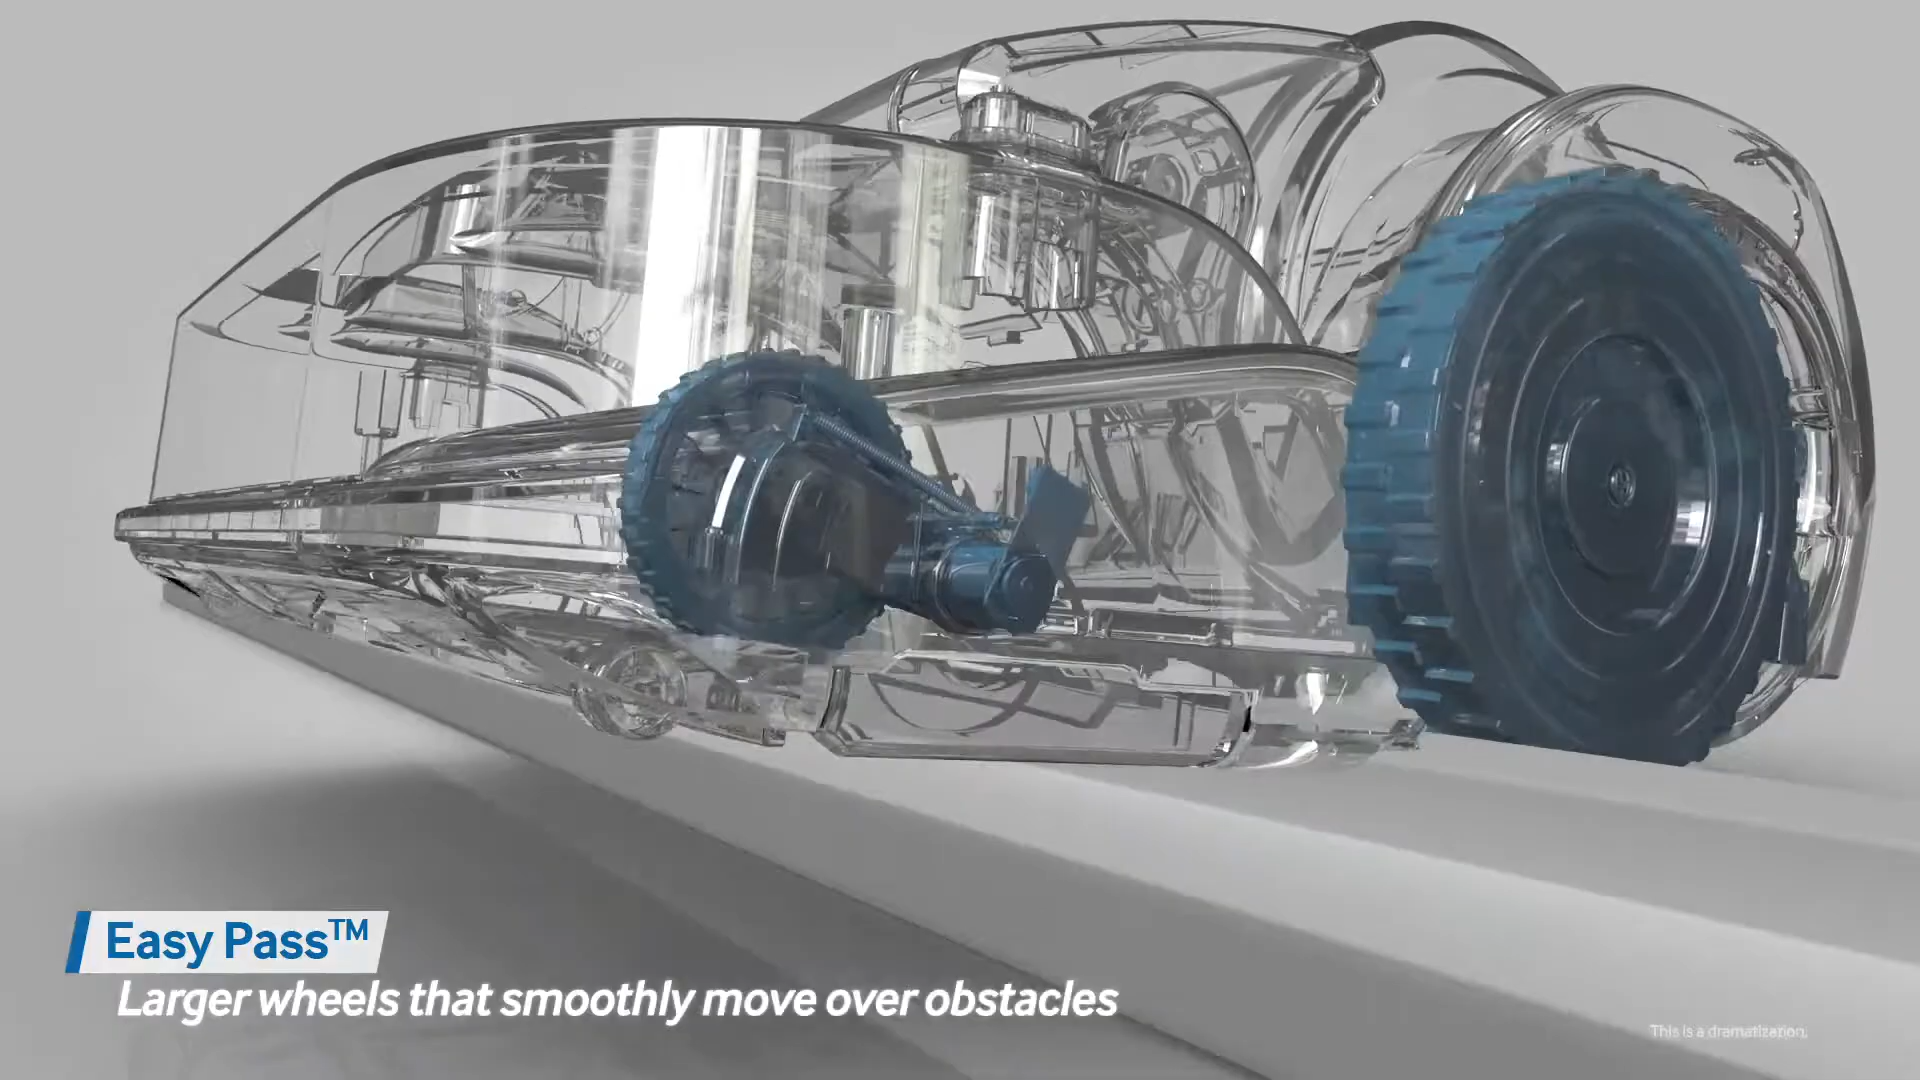 Easy Pass™
Larger wheels that smoothly move over obstacles
This is a dramatization.